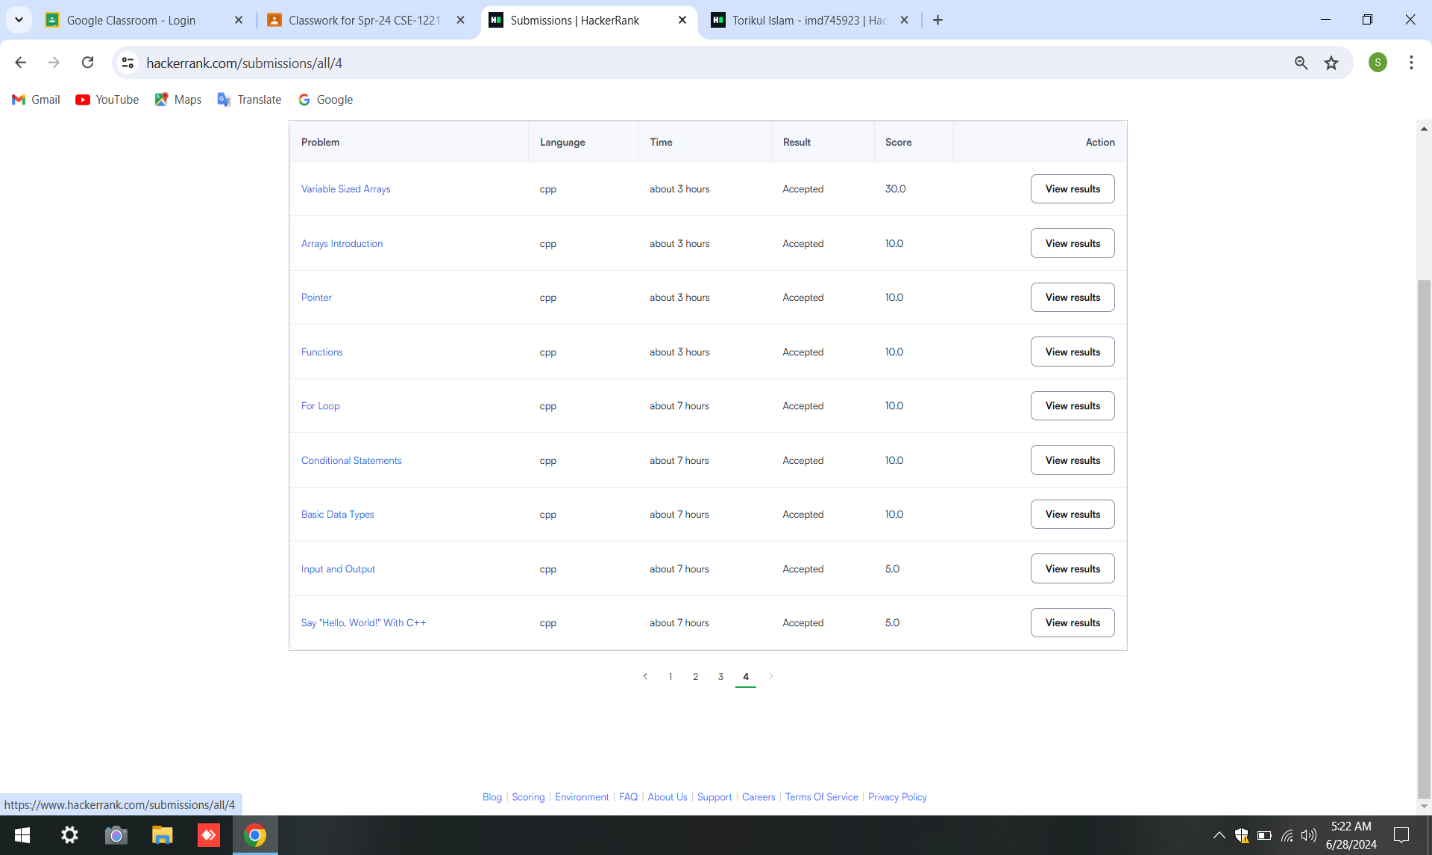 Google Classroom - Login
Classwork for Spr-24 CSE-1221
Submissions | HackerRank
Torikul Islam - imd745923 | Hac
hackerrank.com/submissions/all/4
S
Gmail YouTube Maps Translate Google
Problem Language Time Result Score Action
Variable Sized Arrays cpp about 3 hours Accepted 30.0 View results
Arrays Introduction cpp about 3 hours Accepted 10.0 View results
Pointer cpp about 3 hours Accepted 10.0 View results
Functions cpp about 3 hours Accepted 10.0 View results
For Loop cpp about 7 hours Accepted 10.0 View results
Conditional Statements cpp about 7 hours Accepted 10.0 View results
Basic Data Types cpp about 7 hours Accepted 10.0 View results
Input and Output cpp about 7 hours Accepted 5.0 View results
Say "Hello, World!" With C++ cpp about 7 hours Accepted 5.0 View results
1 2 3 4
Blog | Scoring | Environment | FAQ | About Us | Support | Careers | Terms Of Service | Privacy Policy
https://www.hackerrank.com/submissions/all/4
5:22 AM
6/28/2024